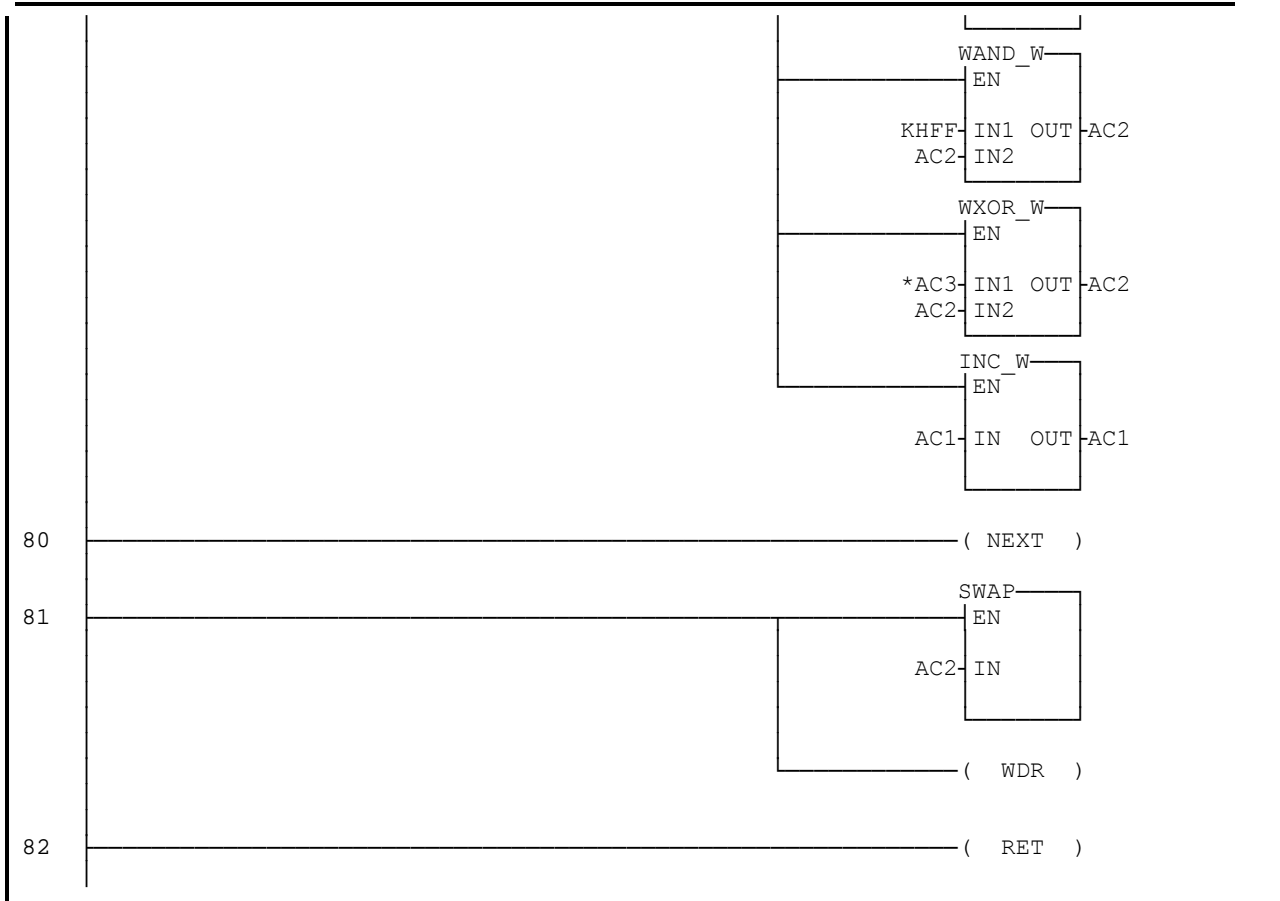 WAND_W
EN
KHFF IN1 OUT AC2
AC2 IN2
WXOR_W
EN
*AC3 IN1 OUT AC2
AC2 IN2
INC_W
EN
AC1 IN OUT AC1
80 ( NEXT )
SWAP
81 EN
AC2 IN
( WDR )
82 ( RET )